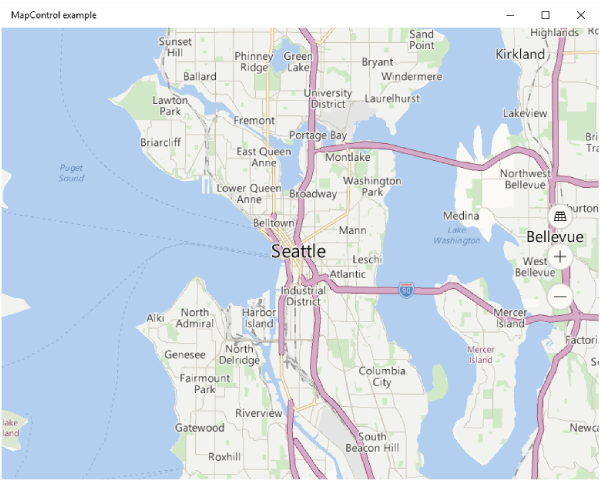 MapControl example
Sunset
Hill
Phinney
Ridge
Green
Lake
Sand
Point
Highlands
Kirkland
Ballard
Bryant
Windermere
Lawton
Park
University
District
Laurelhurst
Lakeview
Fremont
Portage Bay
Briarcliff
East Queen
Anne
Montlake
Puget
Sound
Lower Queen
Anne
Broadway
Washington
Park
Northwest
Bellevue
Belltown
Mann
Medina
Lake
Washington
Bellevue
Seattle
Leschi
West
Bellevue
Atlantic
Industrial
District
90
Alki
North
Admiral
Harbor
Island
Mercer
Island
Genesee
North
Delridge
Mercer
Island
Factori
Fairmount
Park
Columbia
City
Riverview
Gatewood
South
Beacon Hill
Newca
Roxhill